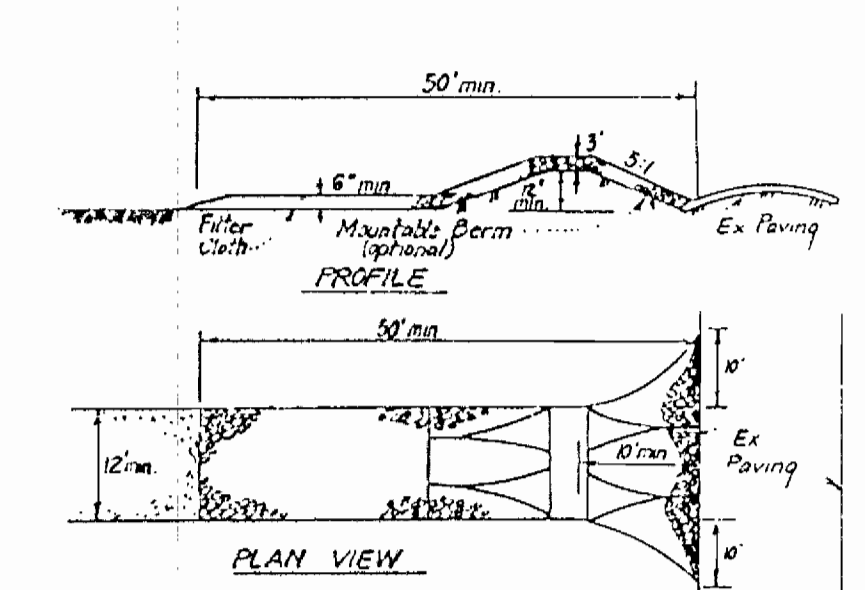 50' min.
3'
5:1
6" min
12"
min.
Filter
Cloth
Mountable Berm
(optional)
Ex Paving
PROFILE
50' min
10'
12' min.
10' min
Ex
Paving
10'
PLAN VIEW